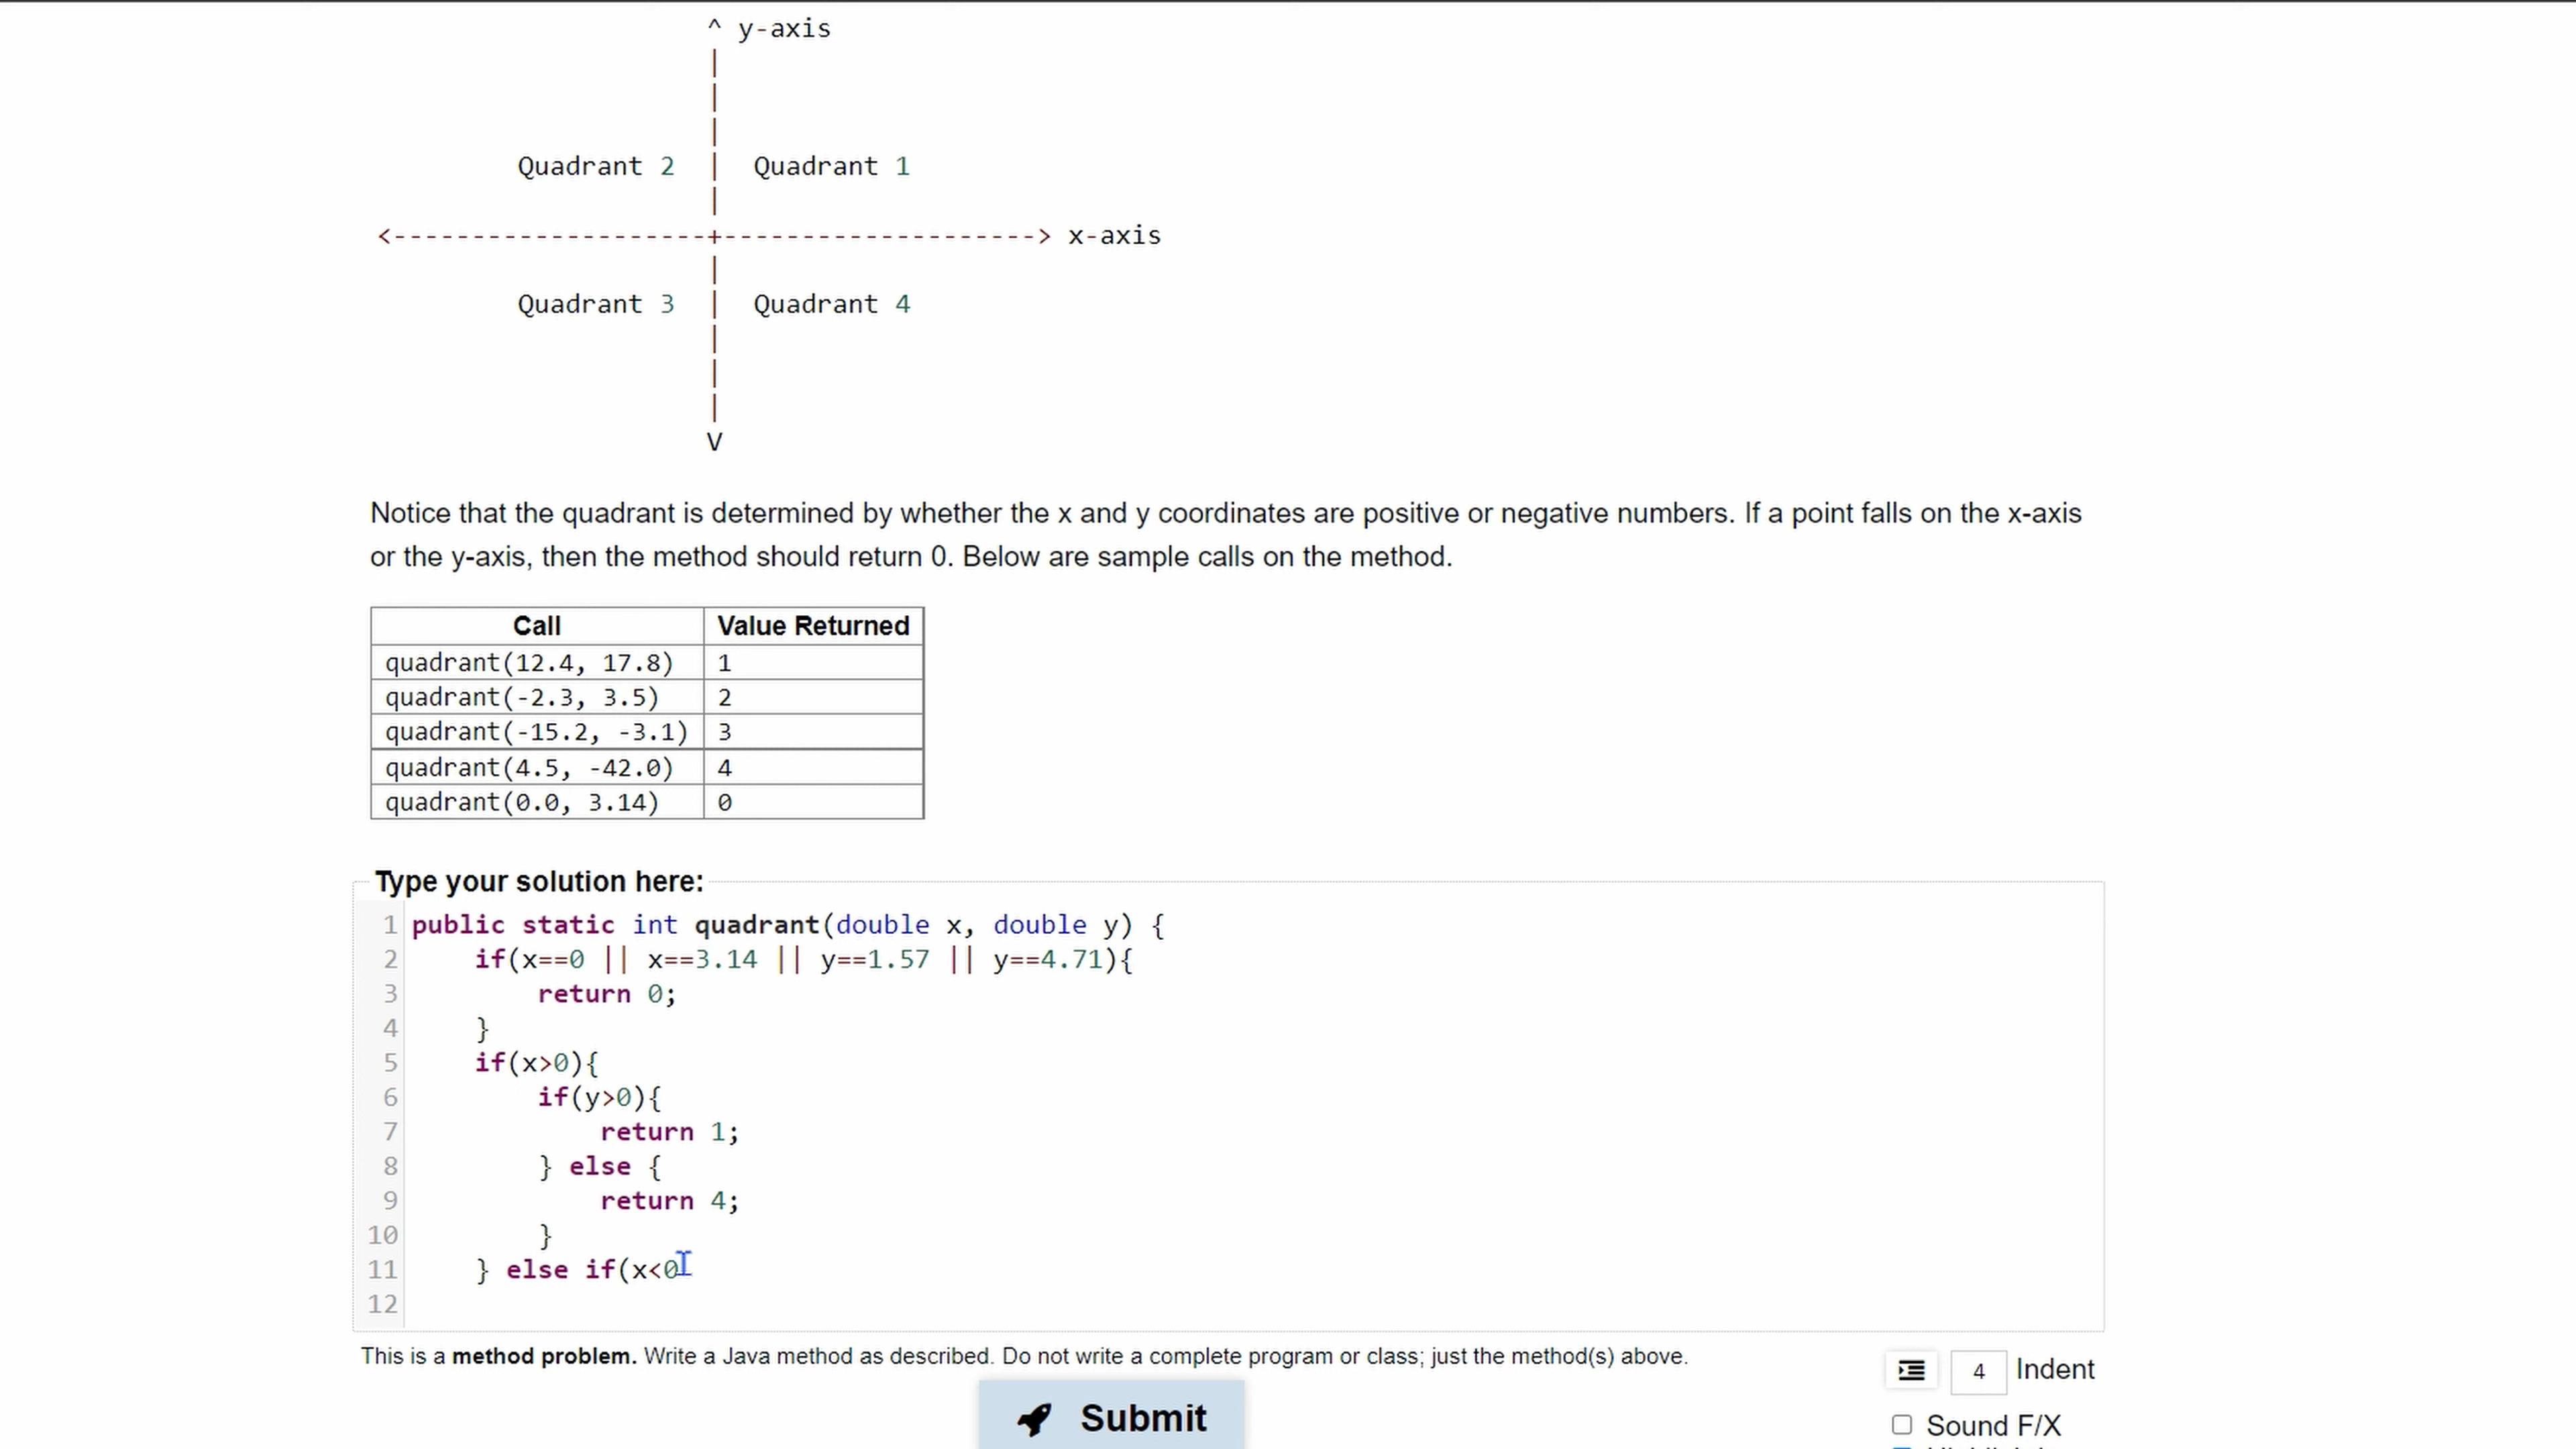 ^ y-axis
|
|
|
Quadrant 2 | Quadrant 1
|
<--------------------+--------------------> x-axis
|
Quadrant 3 | Quadrant 4
|
|
|
V
Notice that the quadrant is determined by whether the x and y coordinates are positive or negative numbers. If a point falls on the x-axis
or the y-axis, then the method should return 0. Below are sample calls on the method.
Call Value Returned
quadrant(12.4, 17.8) 1
quadrant(-2.3, 3.5) 2
quadrant(-15.2, -3.1) 3
quadrant(4.5, -42.0) 4
quadrant(0.0, 3.14) 0
Type your solution here:
1 public static int quadrant(double x, double y) {
2 if(x==0 || x==3.14 || y==1.57 || y==4.71){
3 return 0;
4 }
5 if(x>0){
6 if(y>0){
7 return 1;
8 } else {
9 return 4;
10 }
11 } else if(x<0
12
This is a method problem. Write a Java method as described. Do not write a complete program or class; just the method(s) above.
4 Indent
Submit
Sound F/X